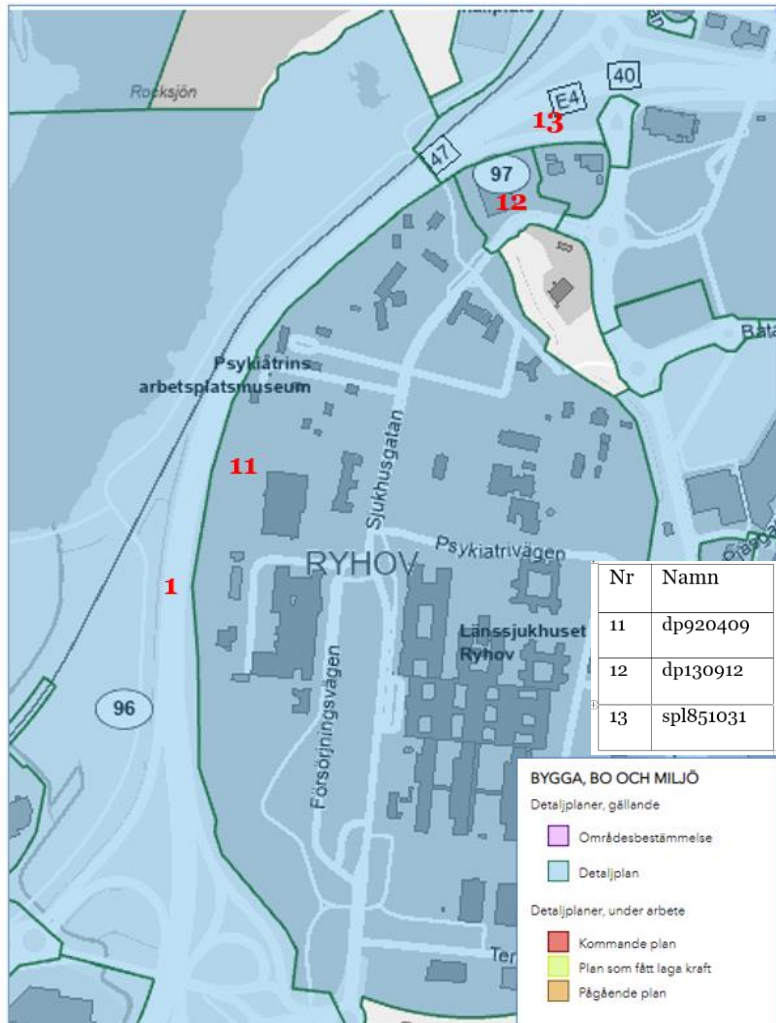 Rocksjön
40
E4
13
47
97
12
Psykiatrins
arbetsplatsmuseum
Sjukhusgatan
11
Psykiatrivägen
RYHOV
1
Länssjukhuset
Ryhov
Försörjningsvägen
96
Nr Namn
11 dp920409
12 dp130912
13 spl851031
BYGGA, BO OCH MILJÖ
Detaljplaner, gällande
Områdesbestämmelse
Detaljplan
Detaljplaner, under arbete
Kommande plan
Plan som fått laga kraft
Pågående plan
Ter